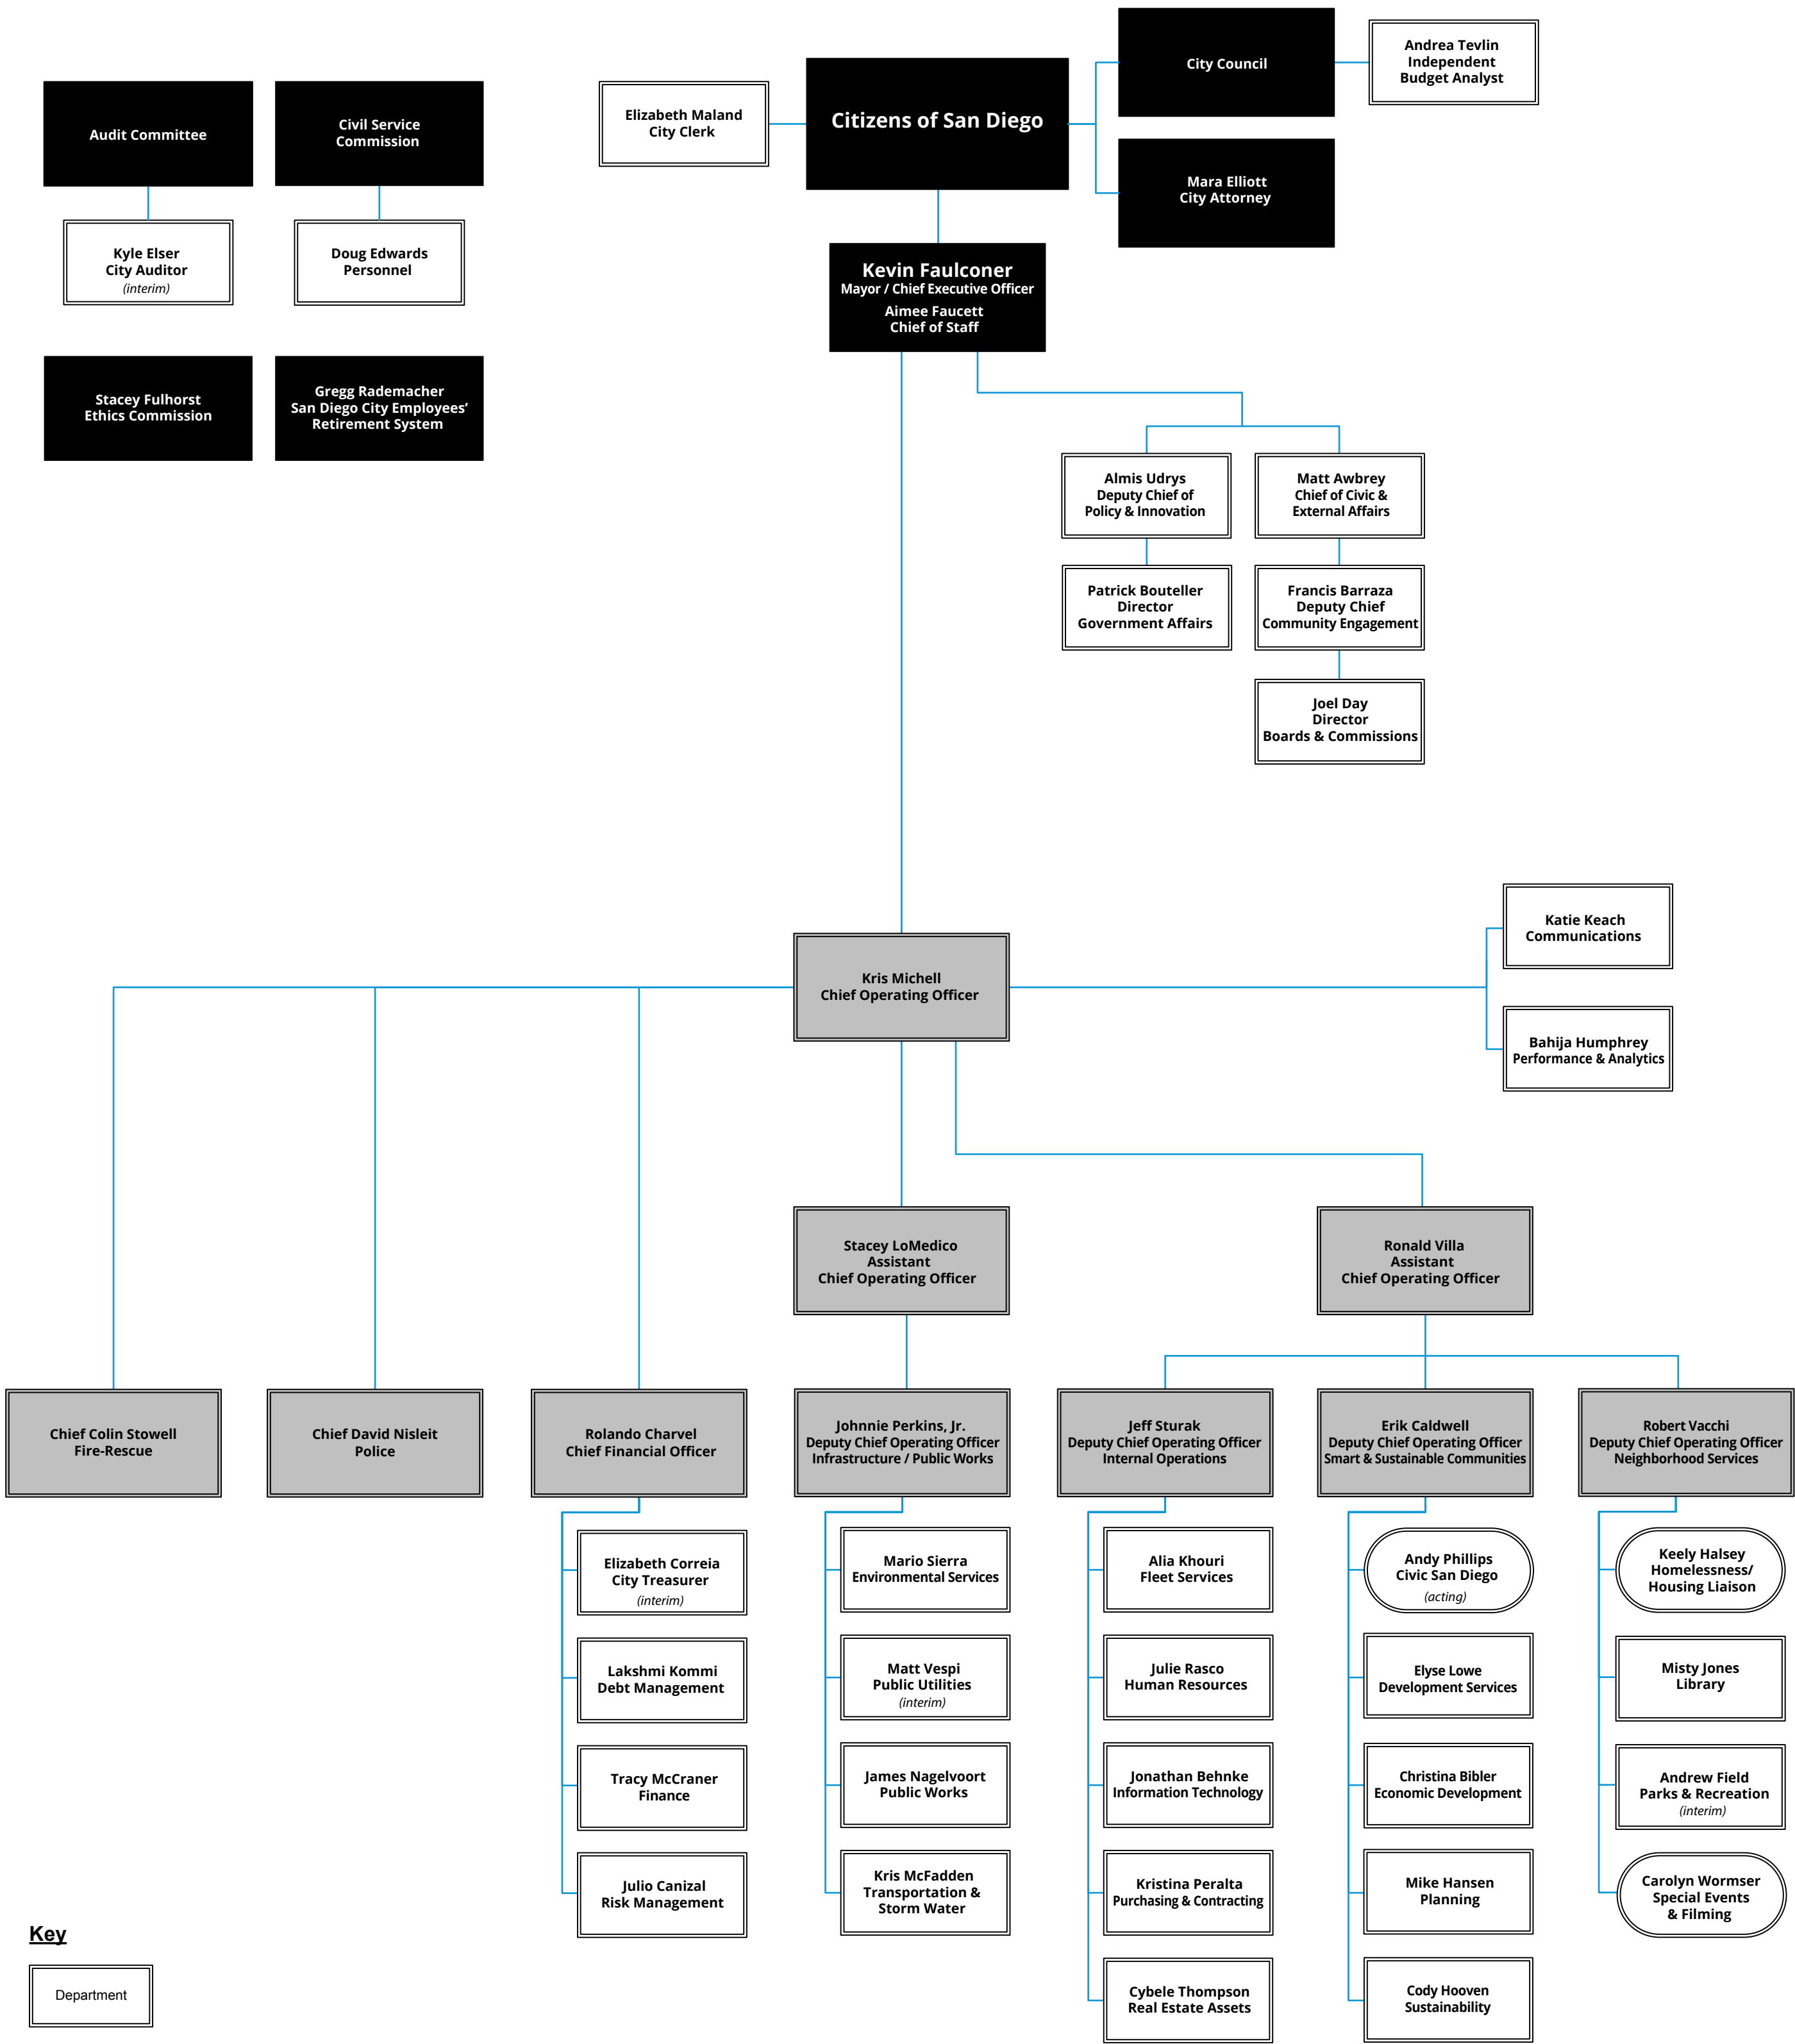 City Council
Andrea Tevlin
Independent
Budget Analyst
Citizens of San Diego
Elizabeth Maland
City Clerk
Mara Elliott
City Attorney
Audit Committee
Civil Service
Commission
Kyle Elser
City Auditor
(interim)
Doug Edwards
Personnel
Stacey Fulhorst
Ethics Commission
Gregg Rademacher
San Diego City Employees’
Retirement System
Kevin Faulconer
Mayor / Chief Executive Officer
Aimee Faucett
Chief of Staff
Almis Udrys
Deputy Chief of
Policy & Innovation
Matt Awbrey
Chief of Civic &
External Affairs
Patrick Bouteller
Director
Government Affairs
Francis Barraza
Deputy Chief
Community Engagement
Joel Day
Director
Boards & Commissions
Katie Keach
Communications
Kris Michell
Chief Operating Officer
Bahija Humphrey
Performance & Analytics
Stacey LoMedico
Assistant
Chief Operating Officer
Ronald Villa
Assistant
Chief Operating Officer
Chief Colin Stowell
Fire-Rescue
Chief David Nisleit
Police
Rolando Charvel
Chief Financial Officer
Johnnie Perkins, Jr.
Deputy Chief Operating Officer
Infrastructure / Public Works
Jeff Sturak
Deputy Chief Operating Officer
Internal Operations
Erik Caldwell
Deputy Chief Operating Officer
Smart & Sustainable Communities
Robert Vacchi
Deputy Chief Operating Officer
Neighborhood Services
Elizabeth Correia
City Treasurer
(interim)
Lakshmi Kommi
Debt Management
Tracy McCraner
Finance
Julio Canizal
Risk Management
Mario Sierra
Environmental Services
Matt Vespi
Public Utilities
(interim)
James Nagelvoort
Public Works
Kris McFadden
Transportation &
Storm Water
Alia Khouri
Fleet Services
Julie Rasco
Human Resources
Jonathan Behnke
Information Technology
Kristina Peralta
Purchasing & Contracting
Cybele Thompson
Real Estate Assets
Andy Phillips
Civic San Diego
(acting)
Elyse Lowe
Development Services
Christina Bibler
Economic Development
Mike Hansen
Planning
Cody Hooven
Sustainability
Keely Halsey
Homelessness/
Housing Liaison
Misty Jones
Library
Andrew Field
Parks & Recreation
(interim)
Carolyn Wormser
Special Events
& Filming
Key
Department